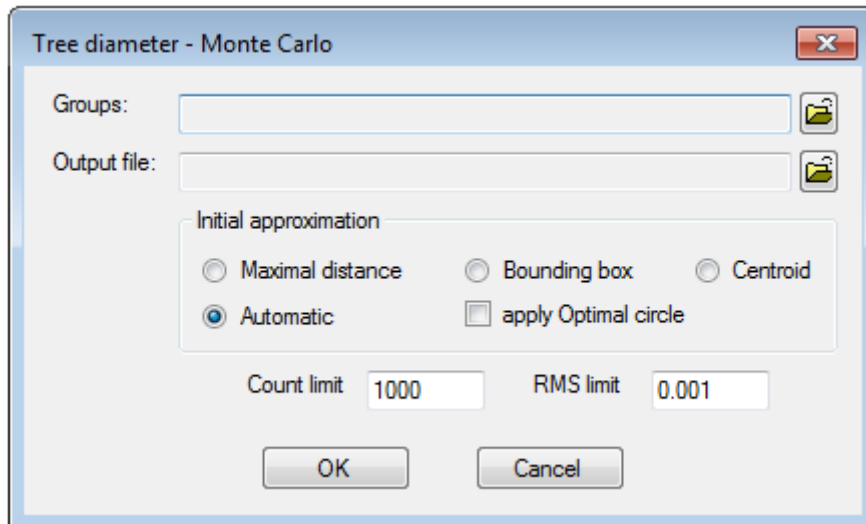 Tree diameter - Monte Carlo
Groups:
Output file:
Initial approximation
Maximal distance Bounding box Centroid
Automatic apply Optimal circle
Count limit 1000 RMS limit 0.001
OK Cancel